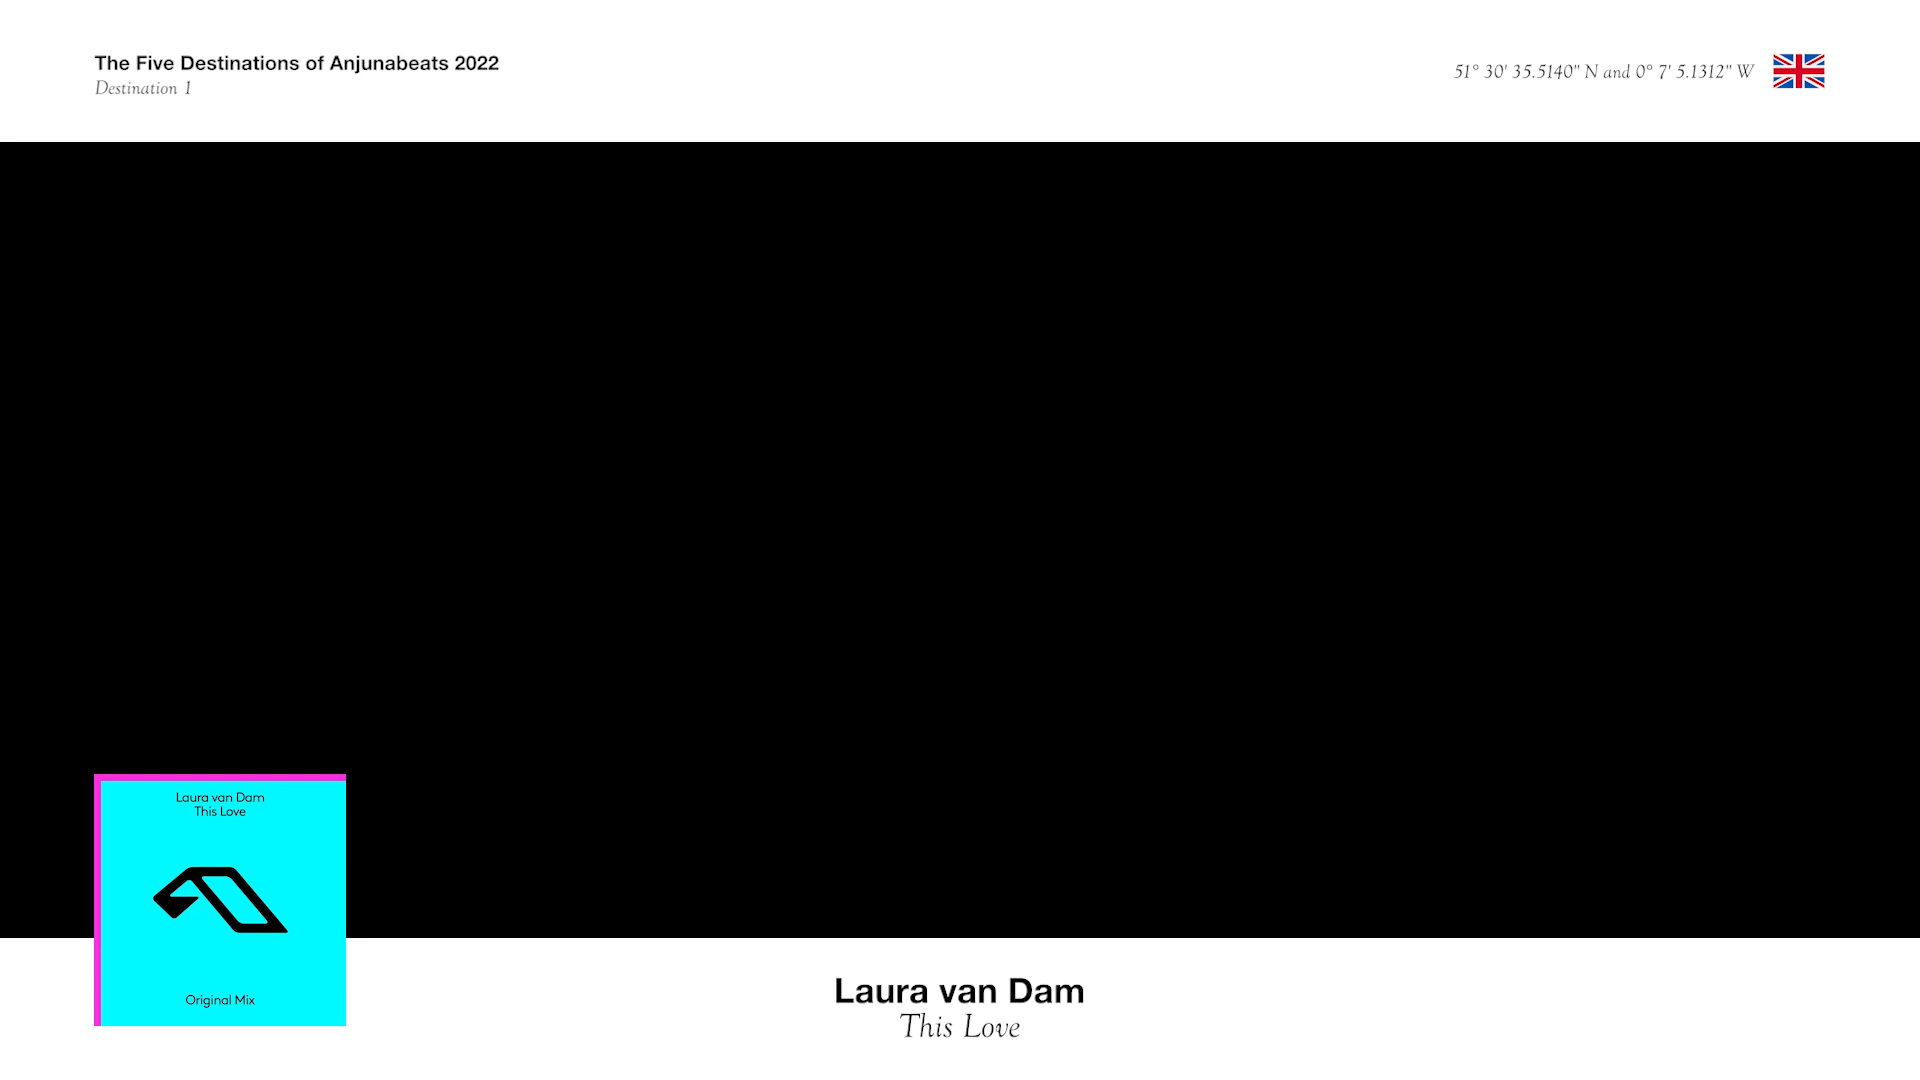 The Five Destinations of Anjunabeats 2022
Destination 1
51° 30' 35.5140" N and 0° 7' 5.1312" W
Laura van Dam
This Love
Original Mix
Laura van Dam
This Love